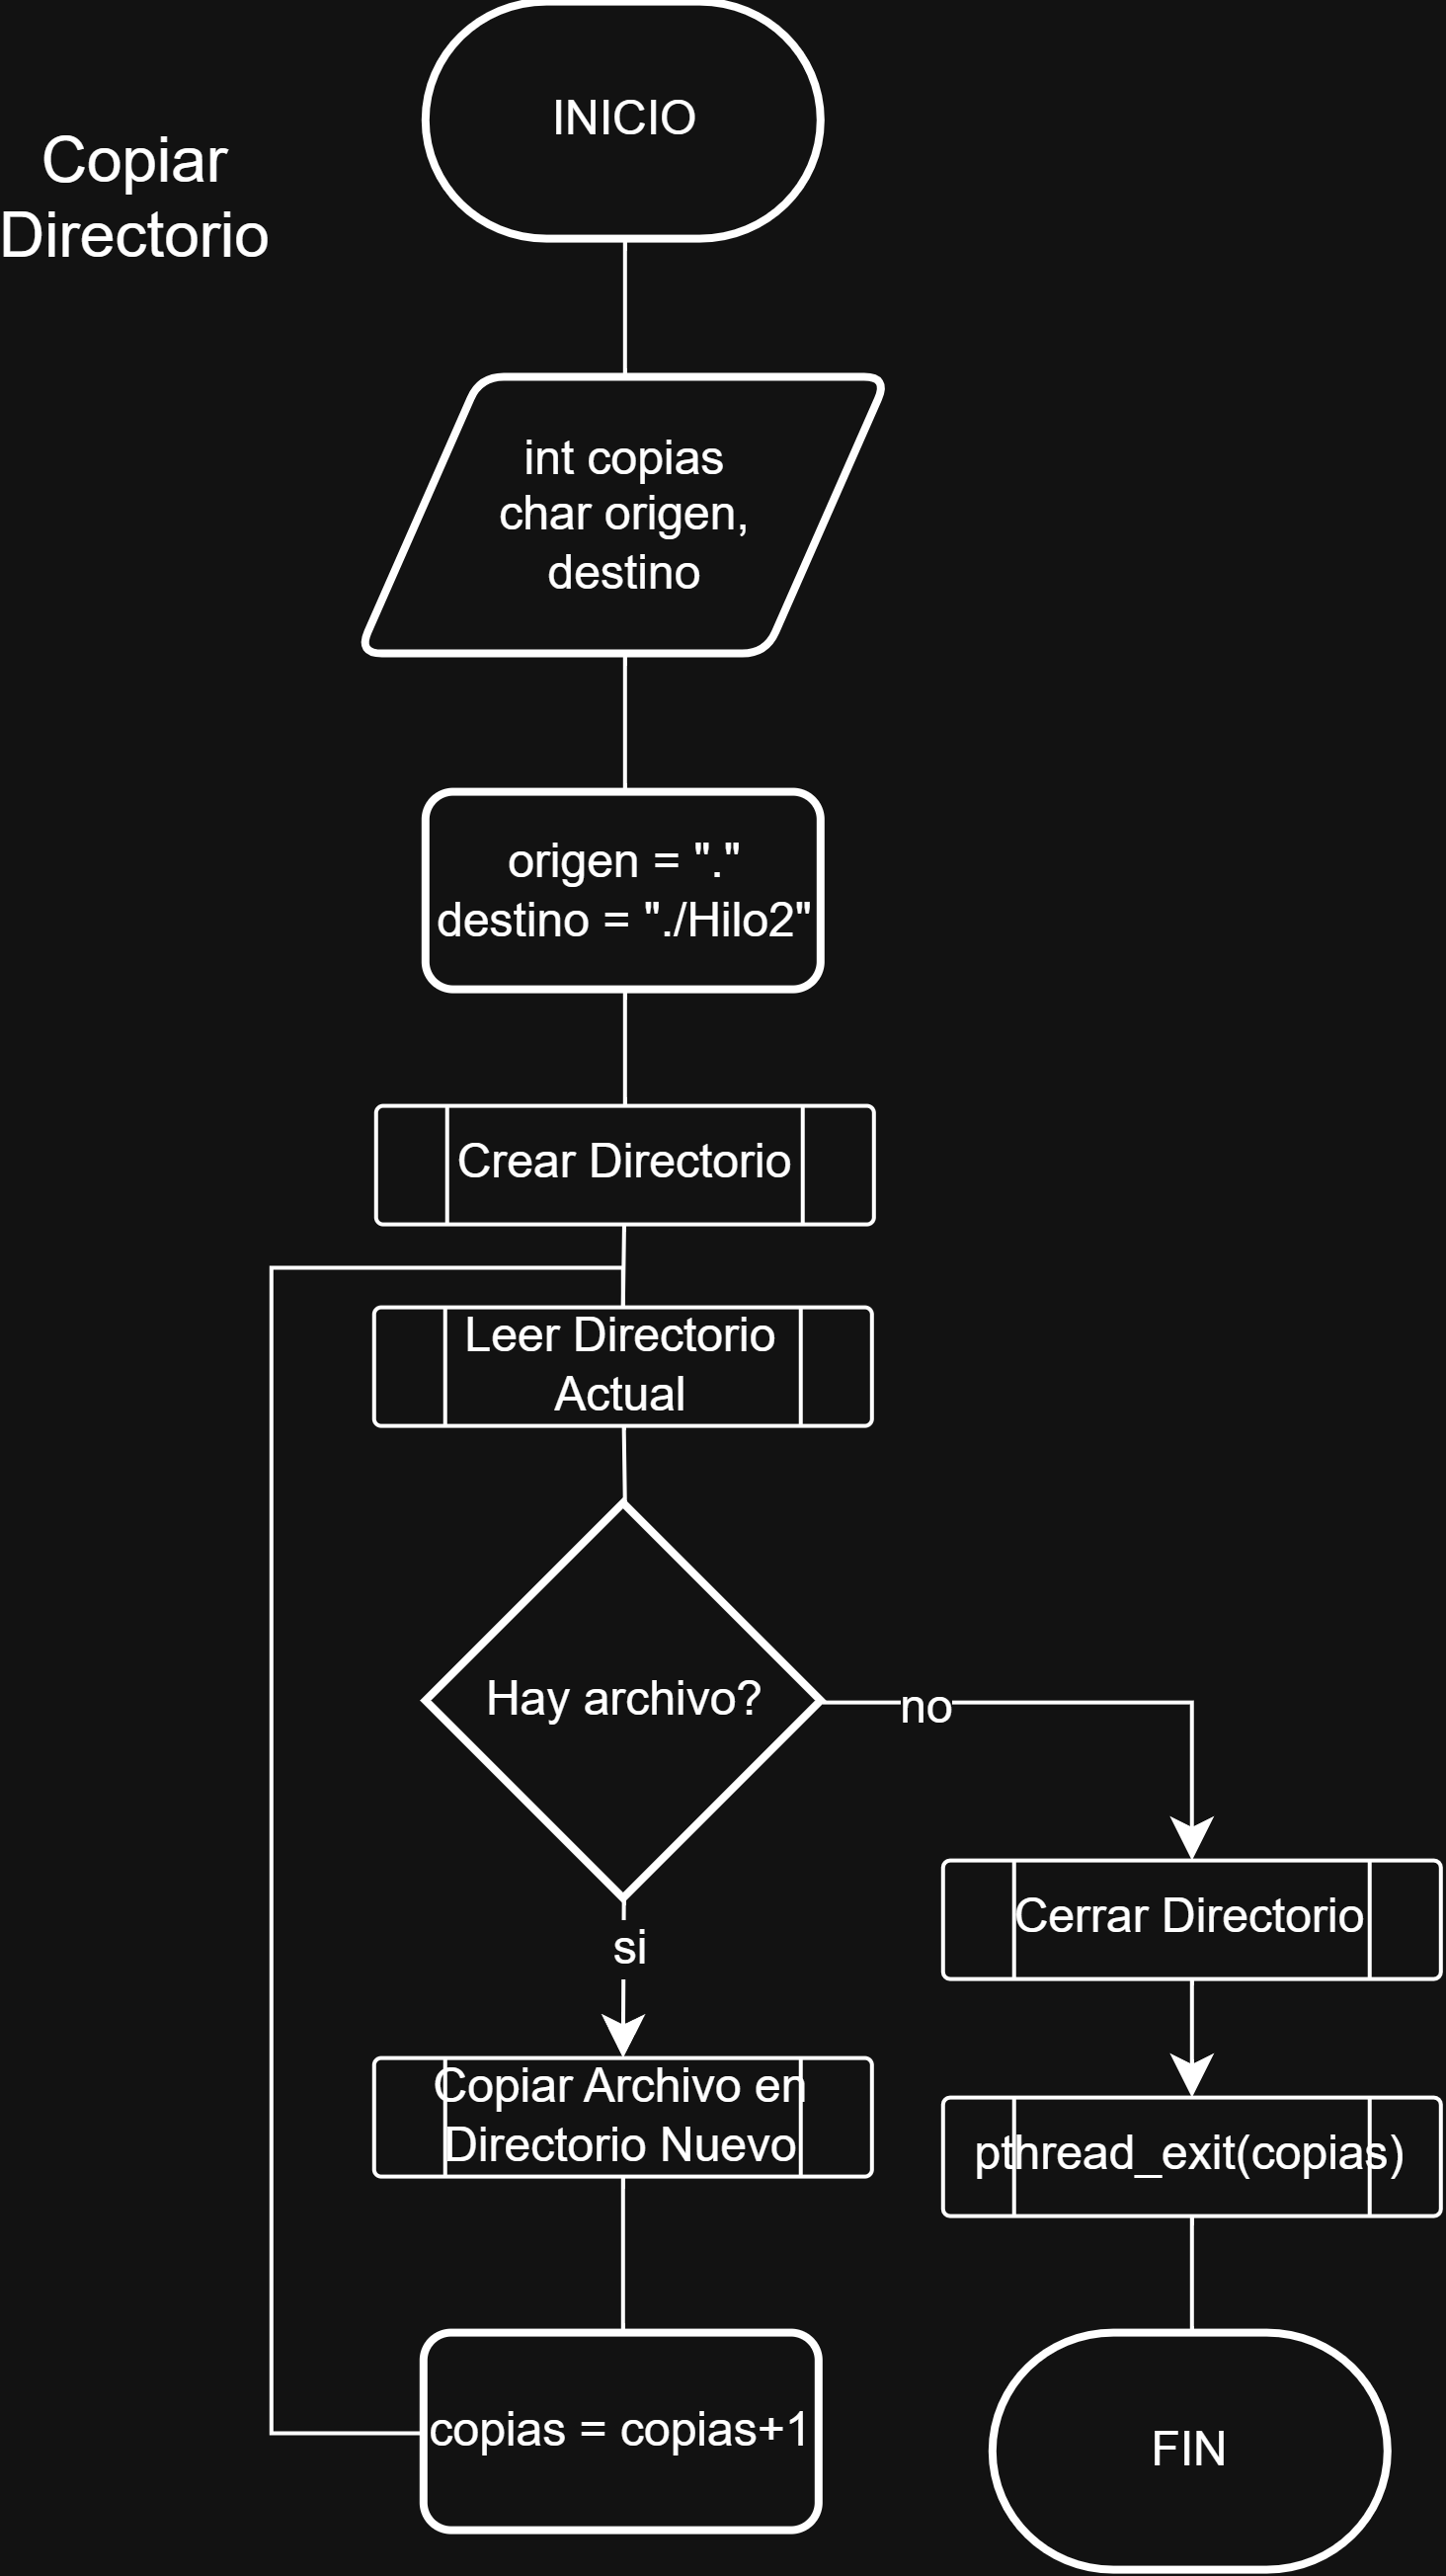 Copiar
Directorio
INICIO
int copias
char origen,
destino
origen = "."
destino = "./Hilo2"
Crear Directorio
Leer Directorio
Actual
Hay archivo?
no
si
Cerrar Directorio
Copiar Archivo en
Directorio Nuevo
pthread_exit(copias)
copias = copias+1
FIN